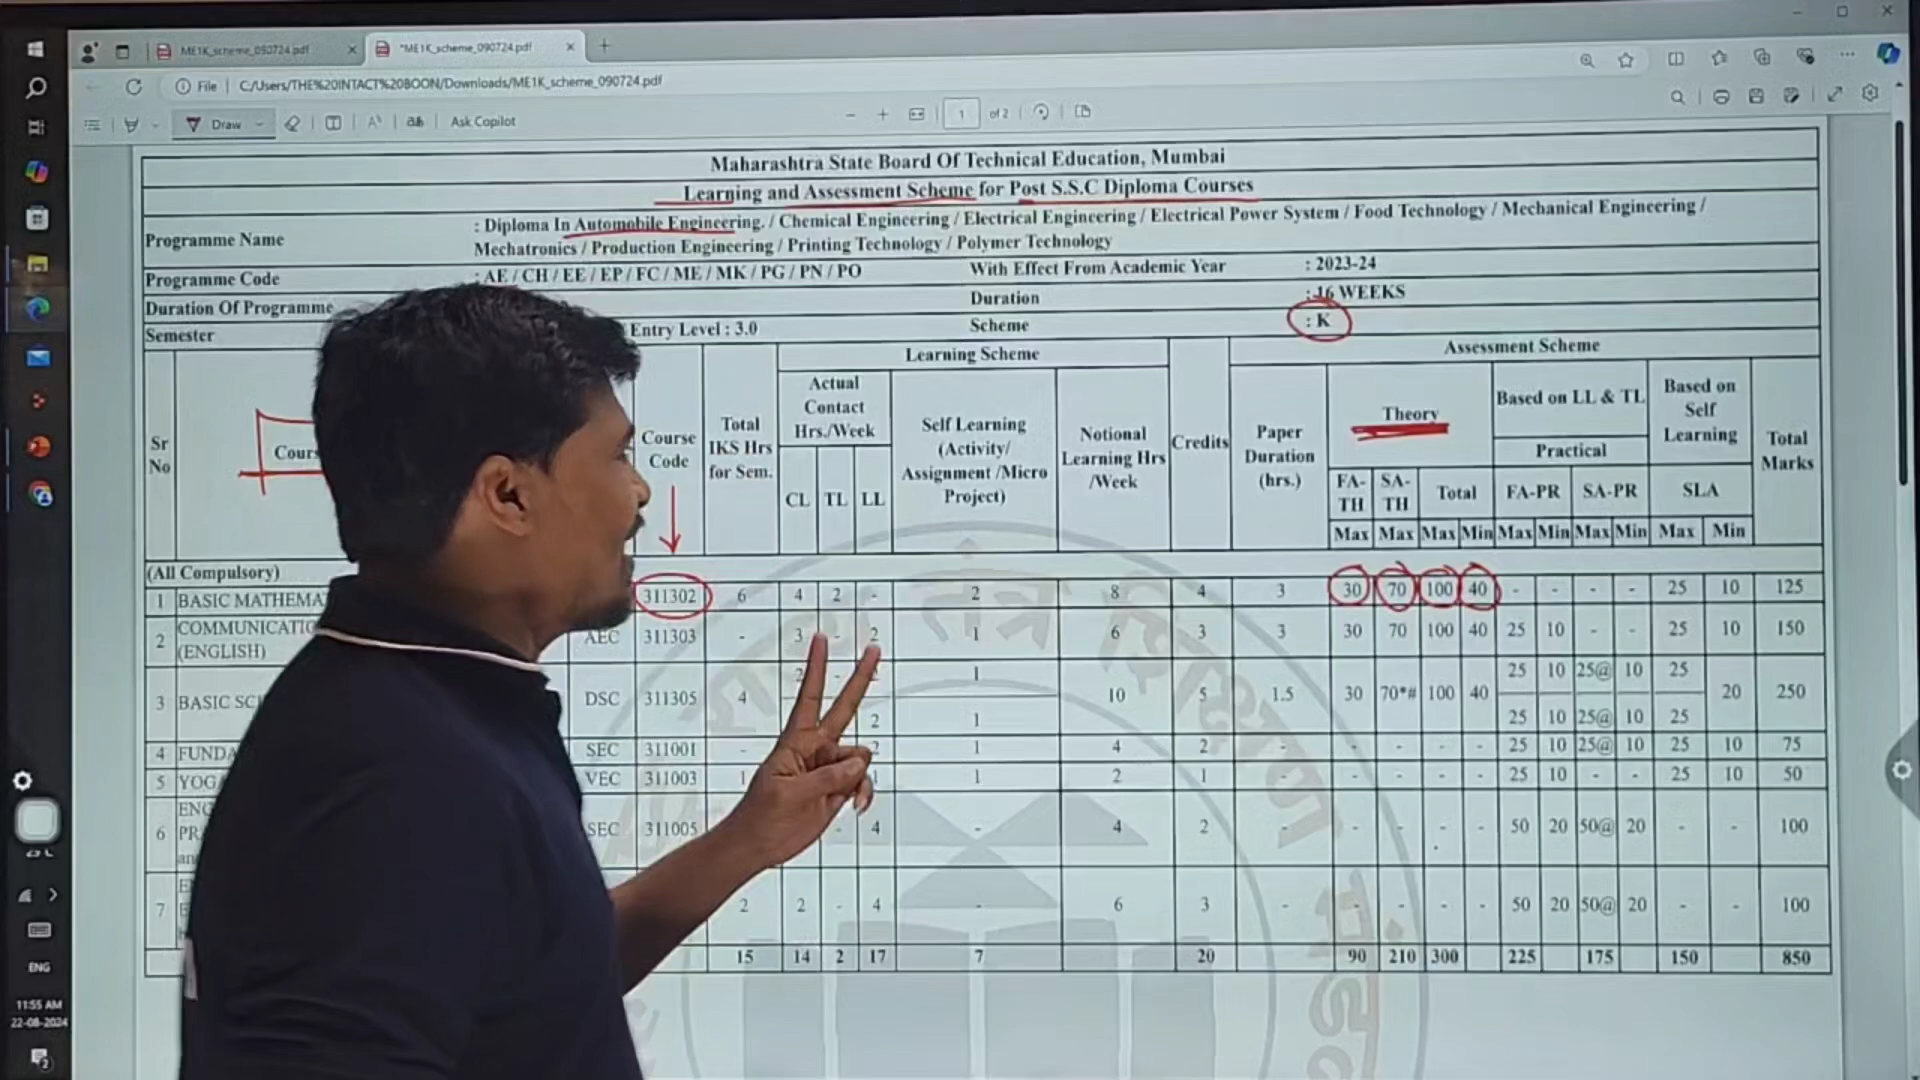 ME1K_scheme_090724.pdf
*ME1K_scheme_090724.pdf
File | C:/Users/THE%20INTACT%20BOON/Downloads/ME1K_scheme_090724.pdf
Draw
Ask Copilot
1 of 2
Maharashtra State Board Of Technical Education, Mumbai
Learning and Assessment Scheme for Post S.S.C Diploma Courses
Programme Name : Diploma In Automobile Engineering. / Chemical Engineering / Electrical Engineering / Electrical Power System / Food Technology / Mechanical Engineering /
Mechatronics / Production Engineering / Printing Technology / Polymer Technology
Programme Code : AE / CH / EE / EP / FC / ME / MK / PG / PN / PO With Effect From Academic Year : 2023-24
Duration Of Programme Duration : 16 WEEKS
Semester Entry Level : 3.0 Scheme : K
Learning Scheme Assessment Scheme
Sr No
Course Code
Total IKS Hrs for Sem.
Actual Contact Hrs./Week
CL TL LL
Self Learning (Activity/ Assignment /Micro Project)
Notional Learning Hrs /Week
Credits
Paper Duration (hrs.)
Theory
Based on LL & TL
Practical
Based on Self Learning
Total Marks
FA-TH SA-TH Total FA-PR SA-PR SLA
Max Max Max Min Max Min Max Min Max Min
(All Compulsory)
1 BASIC 311302 6 4 2 - 2 8 4 3 30 70 100 40 - - - - 25 10 125
2 (ENGLISH) AEC 311303 - 3 - 2 1 6 3 3 30 70 100 40 25 10 - - 25 10 150
3 BASIC DSC 311305 4 2 - 1 10 5 1.5 30 70*# 100 40 25 10 25@ 10 25 20 250
2 1 25 10 25@ 10 25
4 SEC 311001 - 2 1 4 2 - - - - - 25 10 25@ 10 25 10 75
5 VEC 311003 1 1 1 2 1 - - - - - 25 10 - - 25 10 50
6 SEC 311005 - 4 - 4 2 - - - - - 50 20 50@ 20 - - 100
7 2 2 - 4 - 6 3 - - - - - 50 20 50@ 20 - - 100
15 14 2 17 7 20 90 210 300 225 175 150 850
ENG
11:55 AM
22-08-2024